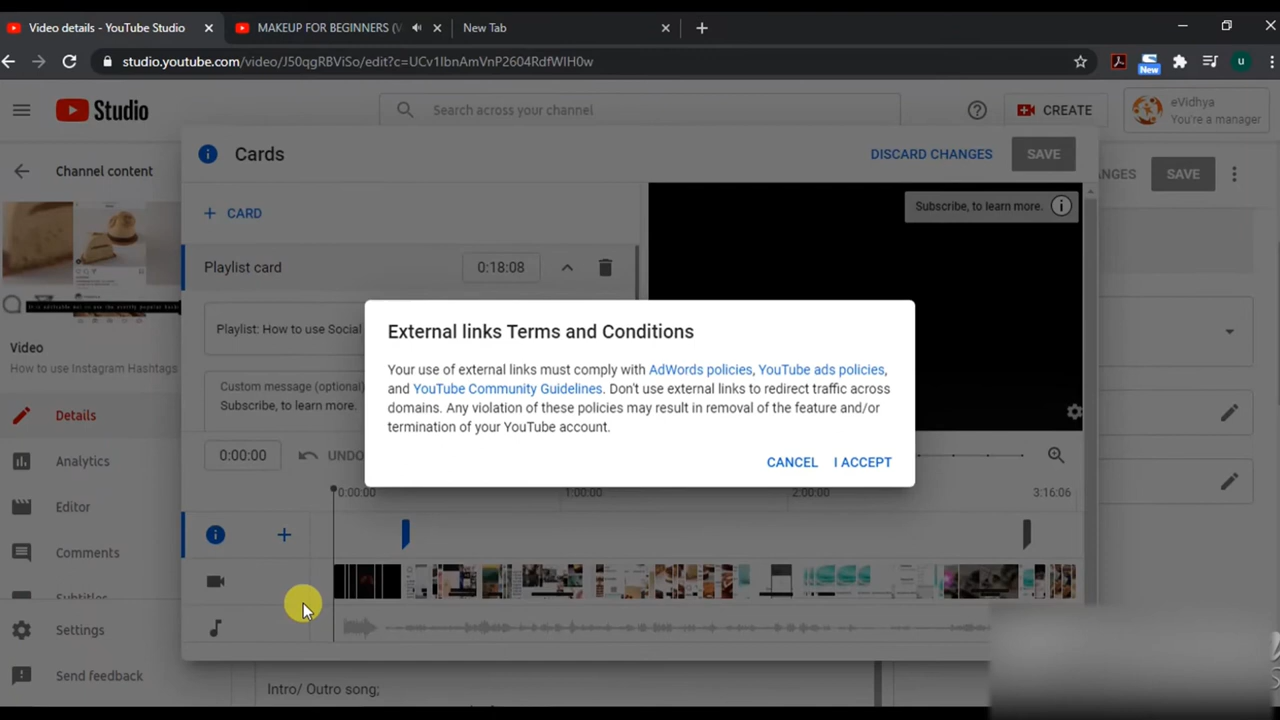 Video details - YouTube Studio
MAKEUP FOR BEGINNERS (V
New Tab
studio.youtube.com/video/J50qgRBViSo/edit?c=UCv1IbnAmVnP2604RdfWIH0w
New
u
Studio
Search across your channel
CREATE
eVidhya
You're a manager
Channel content
Cards
DISCARD CHANGES
SAVE
NGES
SAVE
+ CARD
Subscribe, to learn more.
Playlist card
0:18:08
Playlist: How to use Social
Custom message (optional)
Subscribe, to learn more.
External links Terms and Conditions
Your use of external links must comply with AdWords policies, YouTube ads policies,
and YouTube Community Guidelines. Don't use external links to redirect traffic across
domains. Any violation of these policies may result in removal of the feature and/or
termination of your YouTube account.
CANCEL
I ACCEPT
Video
How to use Instagram Hashtags
Details
Analytics
Editor
Comments
Subtitles
Settings
Send feedback
0:00:00
UNDO
0:00:00
1:00:00
2:00:00
3:16:06
Intro/ Outro song;